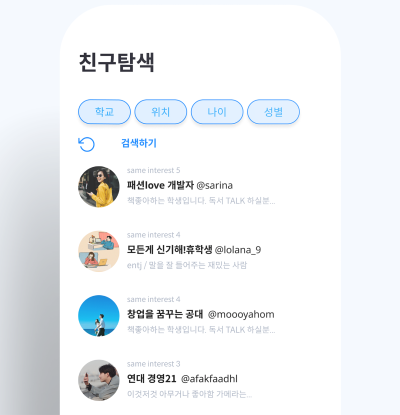 친구탐색
학교 위치 나이 성별
검색하기
same interest 5
패션love 개발자 @sarina
책좋아하는 학생입니다. 독서 TALK 하실분...
same interest 4
모든게 신기해!휴학생 @lolana_9
entj / 말을 잘 들어주는 재밌는 사람
same interest 4
창업을 꿈꾸는 공대 @moooyahom
책좋아하는 학생입니다. 독서 TALK 하실분...
same interest 3
연대 경영21 @afakfaadhl
이것저것 아무거나 좋아함 가메라는...